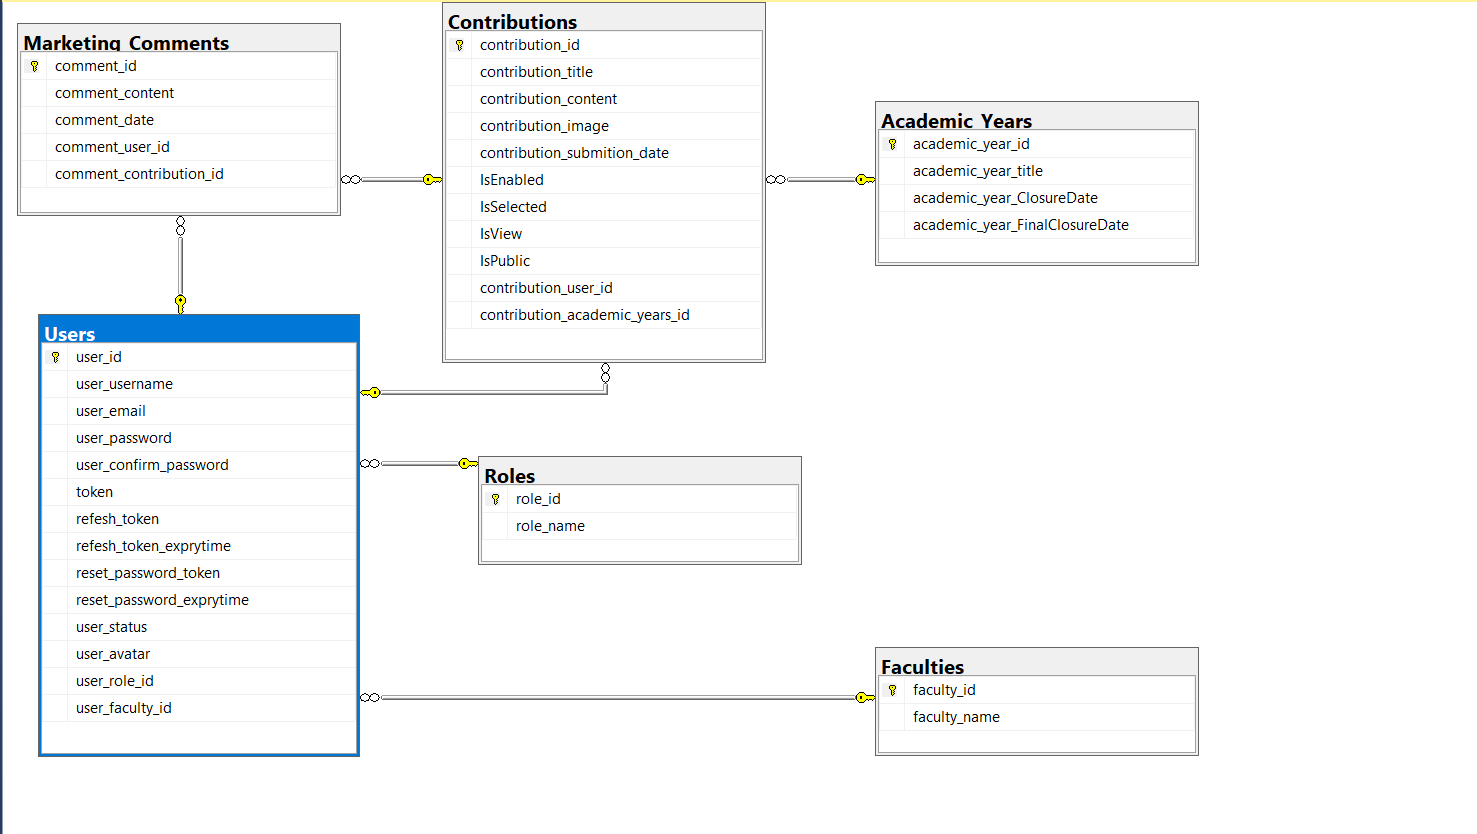 Marketing_Comments
comment_id
comment_content
comment_date
comment_user_id
comment_contribution_id
Contributions
contribution_id
contribution_title
contribution_content
contribution_image
contribution_submition_date
IsEnabled
IsSelected
IsView
IsPublic
contribution_user_id
contribution_academic_years_id
Academic_Years
academic_year_id
academic_year_title
academic_year_ClosureDate
academic_year_FinalClosureDate
Users
user_id
user_username
user_email
user_password
user_confirm_password
token
refesh_token
refesh_token_exprytime
reset_password_token
reset_password_exprytime
user_status
user_avatar
user_role_id
user_faculty_id
Roles
role_id
role_name
Faculties
faculty_id
faculty_name